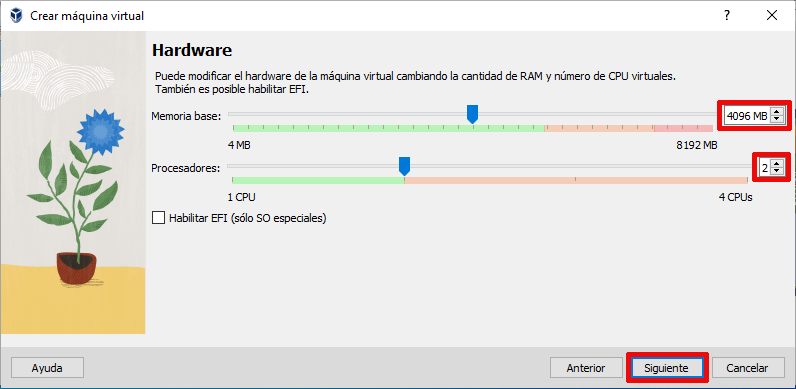 Crear máquina virtual
?
Hardware
Puede modificar el hardware de la máquina virtual cambiando la cantidad de RAM y número de CPU virtuales.
También es posible habilitar EFI.
Memoria base:
4096 MB
4 MB
8192 MB
Procesadores:
2
1 CPU
4 CPUs
Habilitar EFI (sólo SO especiales)
Ayuda
Anterior
Siguiente
Cancelar